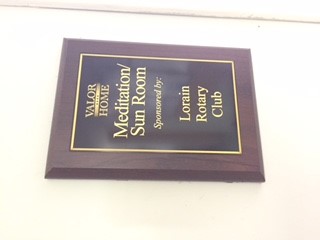 VALOR
HOME
Meditation/
Sun Room
Sponsored by:
Lorain
Rotary
Club